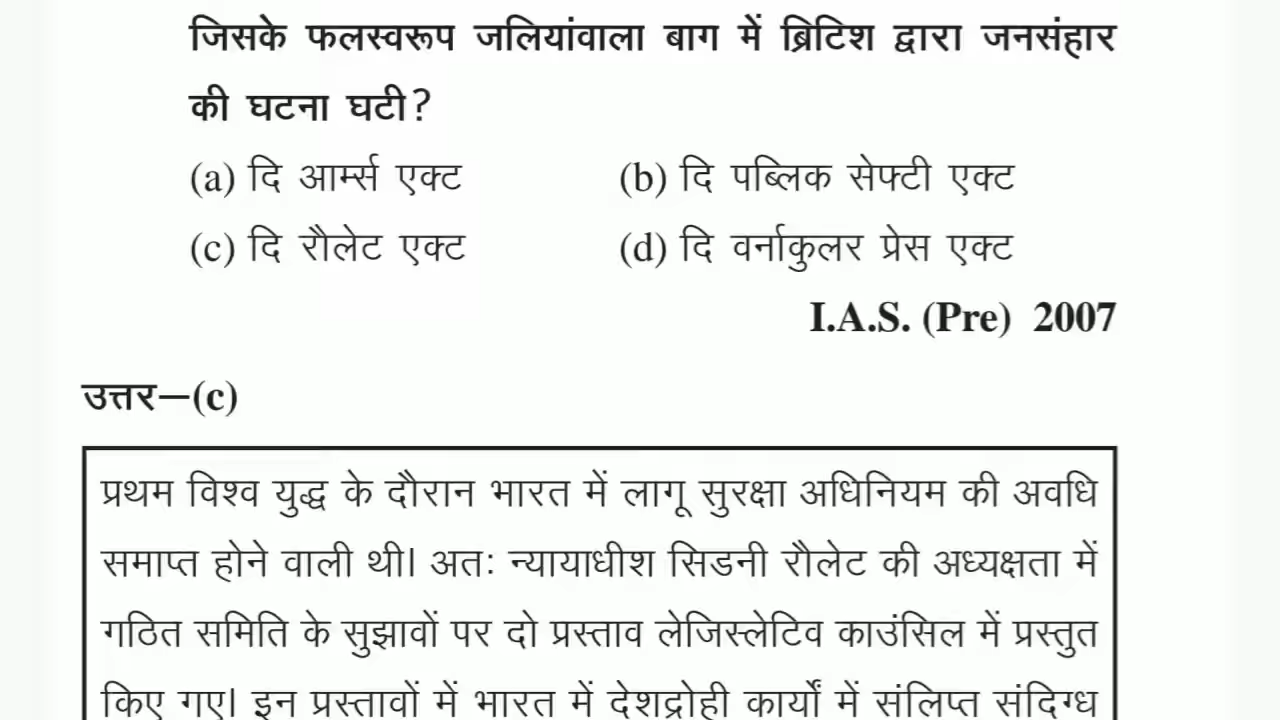 जिसके फलस्वरूप जलियांवाला बाग में ब्रिटिश द्वारा जनसंहार
की घटना घटी?
(a) दि आर्म्स एक्ट (b) दि पब्लिक सेफ्टी एक्ट
(c) दि रौलेट एक्ट (d) दि वर्नाकुलर प्रेस एक्ट
I.A.S. (Pre) 2007
उत्तर—(c)
प्रथम विश्व युद्ध के दौरान भारत में लागू सुरक्षा अधिनियम की अवधि
समाप्त होने वाली थी। अतः न्यायाधीश सिडनी रौलेट की अध्यक्षता में
गठित समिति के सुझावों पर दो प्रस्ताव लेजिस्लेटिव काउंसिल में प्रस्तुत
किए गए। इन प्रस्तावों में भारत में देशद्रोही कार्यों में संलिप्त संदिग्ध